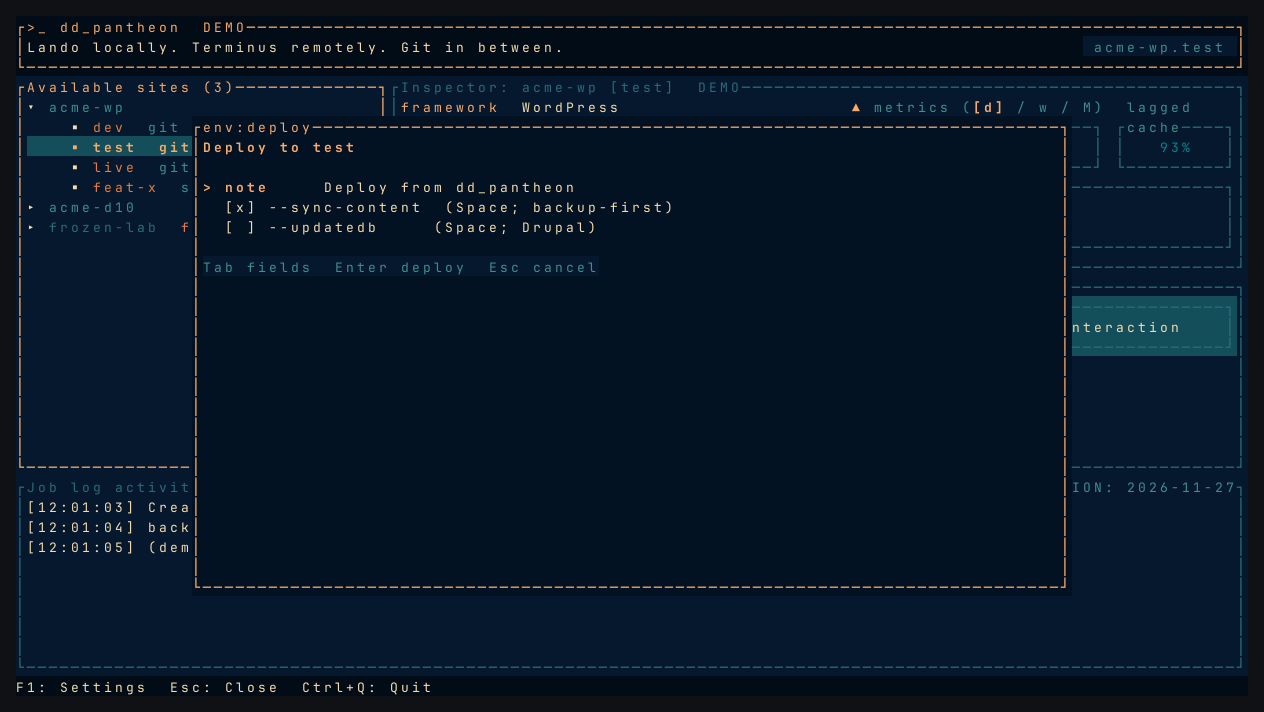 >_ dd_pantheon  DEMO
Lando locally. Terminus remotely. Git in between.
acme-wp.test
Available sites (3)
Inspector: acme-wp [test]  DEMO
▾ acme-wp
framework  WordPress
▲ metrics ([d] / w / M)  lagged
▪ dev  git
env:deploy
cache
▪ test  git
Deploy to test
93%
▪ live  git
▪ feat-x  s
> note     Deploy from dd_pantheon
▸ acme-d10
[x] --sync-content  (Space; backup-first)
▸ frozen-lab  f
[ ] --updatedb     (Space; Drupal)
Tab fields  Enter deploy  Esc cancel
nteraction
Job log activit
ION: 2026-11-27
[12:01:03] Crea
[12:01:04] back
[12:01:05] (dem
F1: Settings  Esc: Close  Ctrl+Q: Quit